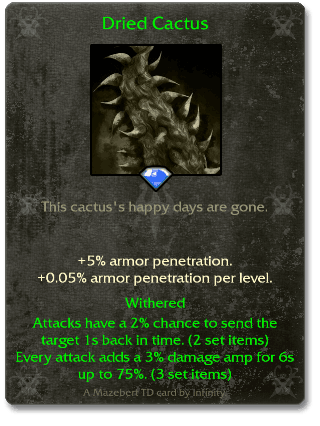 Dried Cactus
This cactus's happy days are gone.
+5% armor penetration.
+0.05% armor penetration per level.
Withered
Attacks have a 2% chance to send the
target 1s back in time. (2 set items)
Every attack adds a 3% damage amp for 6s
up to 75%. (3 set items)
A Mazebert TD card by Infinity